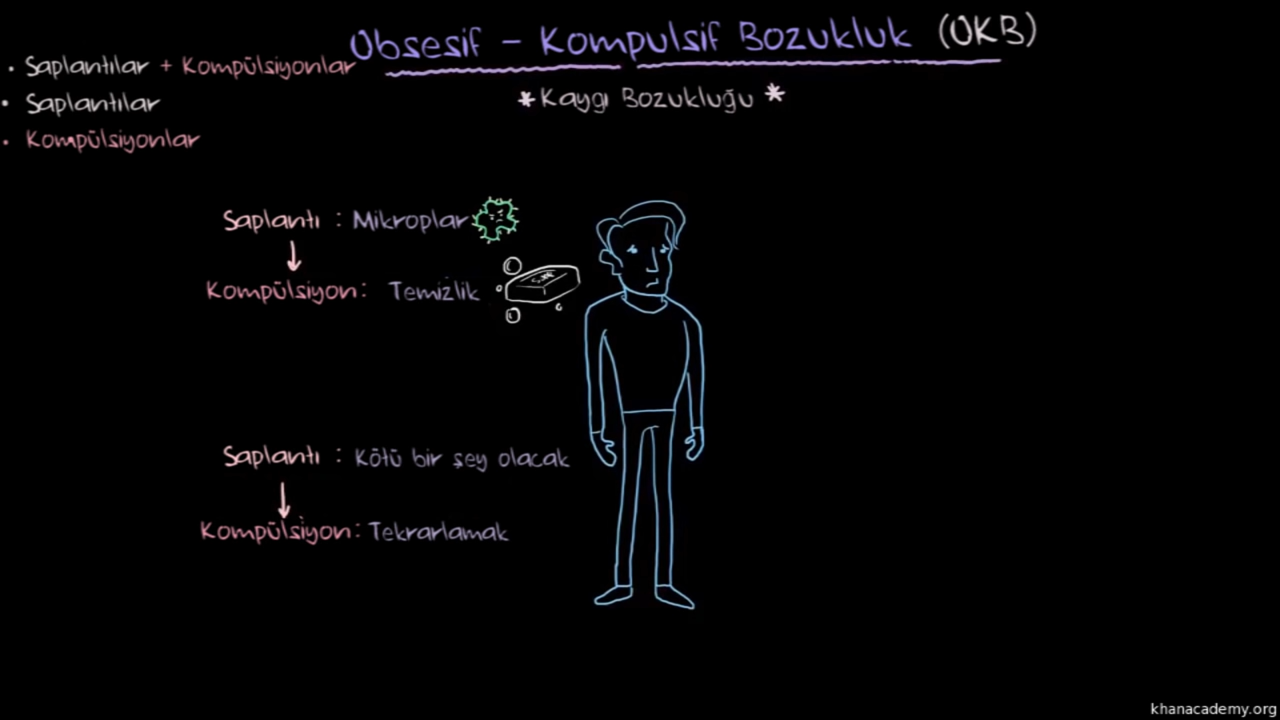 Obsesif - Kompulsif Bozukluk (OKB)
*Kaygı Bozukluğu*
• Saplantılar + Kompülsiyonlar
• Saplantılar
• Kompülsiyonlar
Saplantı : Mikroplar
Kompülsiyon: Temizlik
Saplantı : Kötü bir şey olacak
Kompülsiyon: Tekrarlamak
khanacademy.org